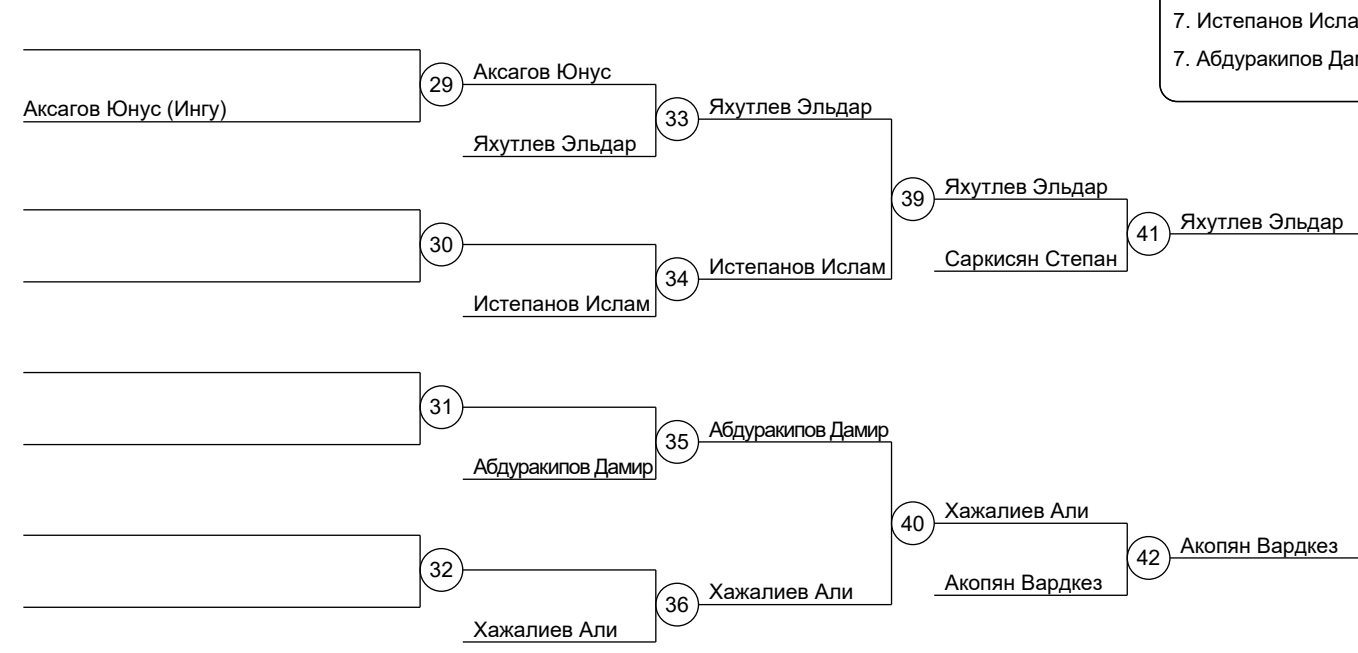 7. Истепанов Исла
7. Абдуракипов Да
Аксагов Юнус (Ингу)
29
Аксагов Юнус
Яхутлев Эльдар
33
Яхутлев Эльдар
30
Истепанов Ислам
34
Истепанов Ислам
39
Яхутлев Эльдар
Саркисян Степан
41
Яхутлев Эльдар
31
Абдуракипов Дамир
35
Абдуракипов Дамир
32
Хажалиев Али
36
Хажалиев Али
40
Хажалиев Али
Акопян Вардкез
42
Акопян Вардкез